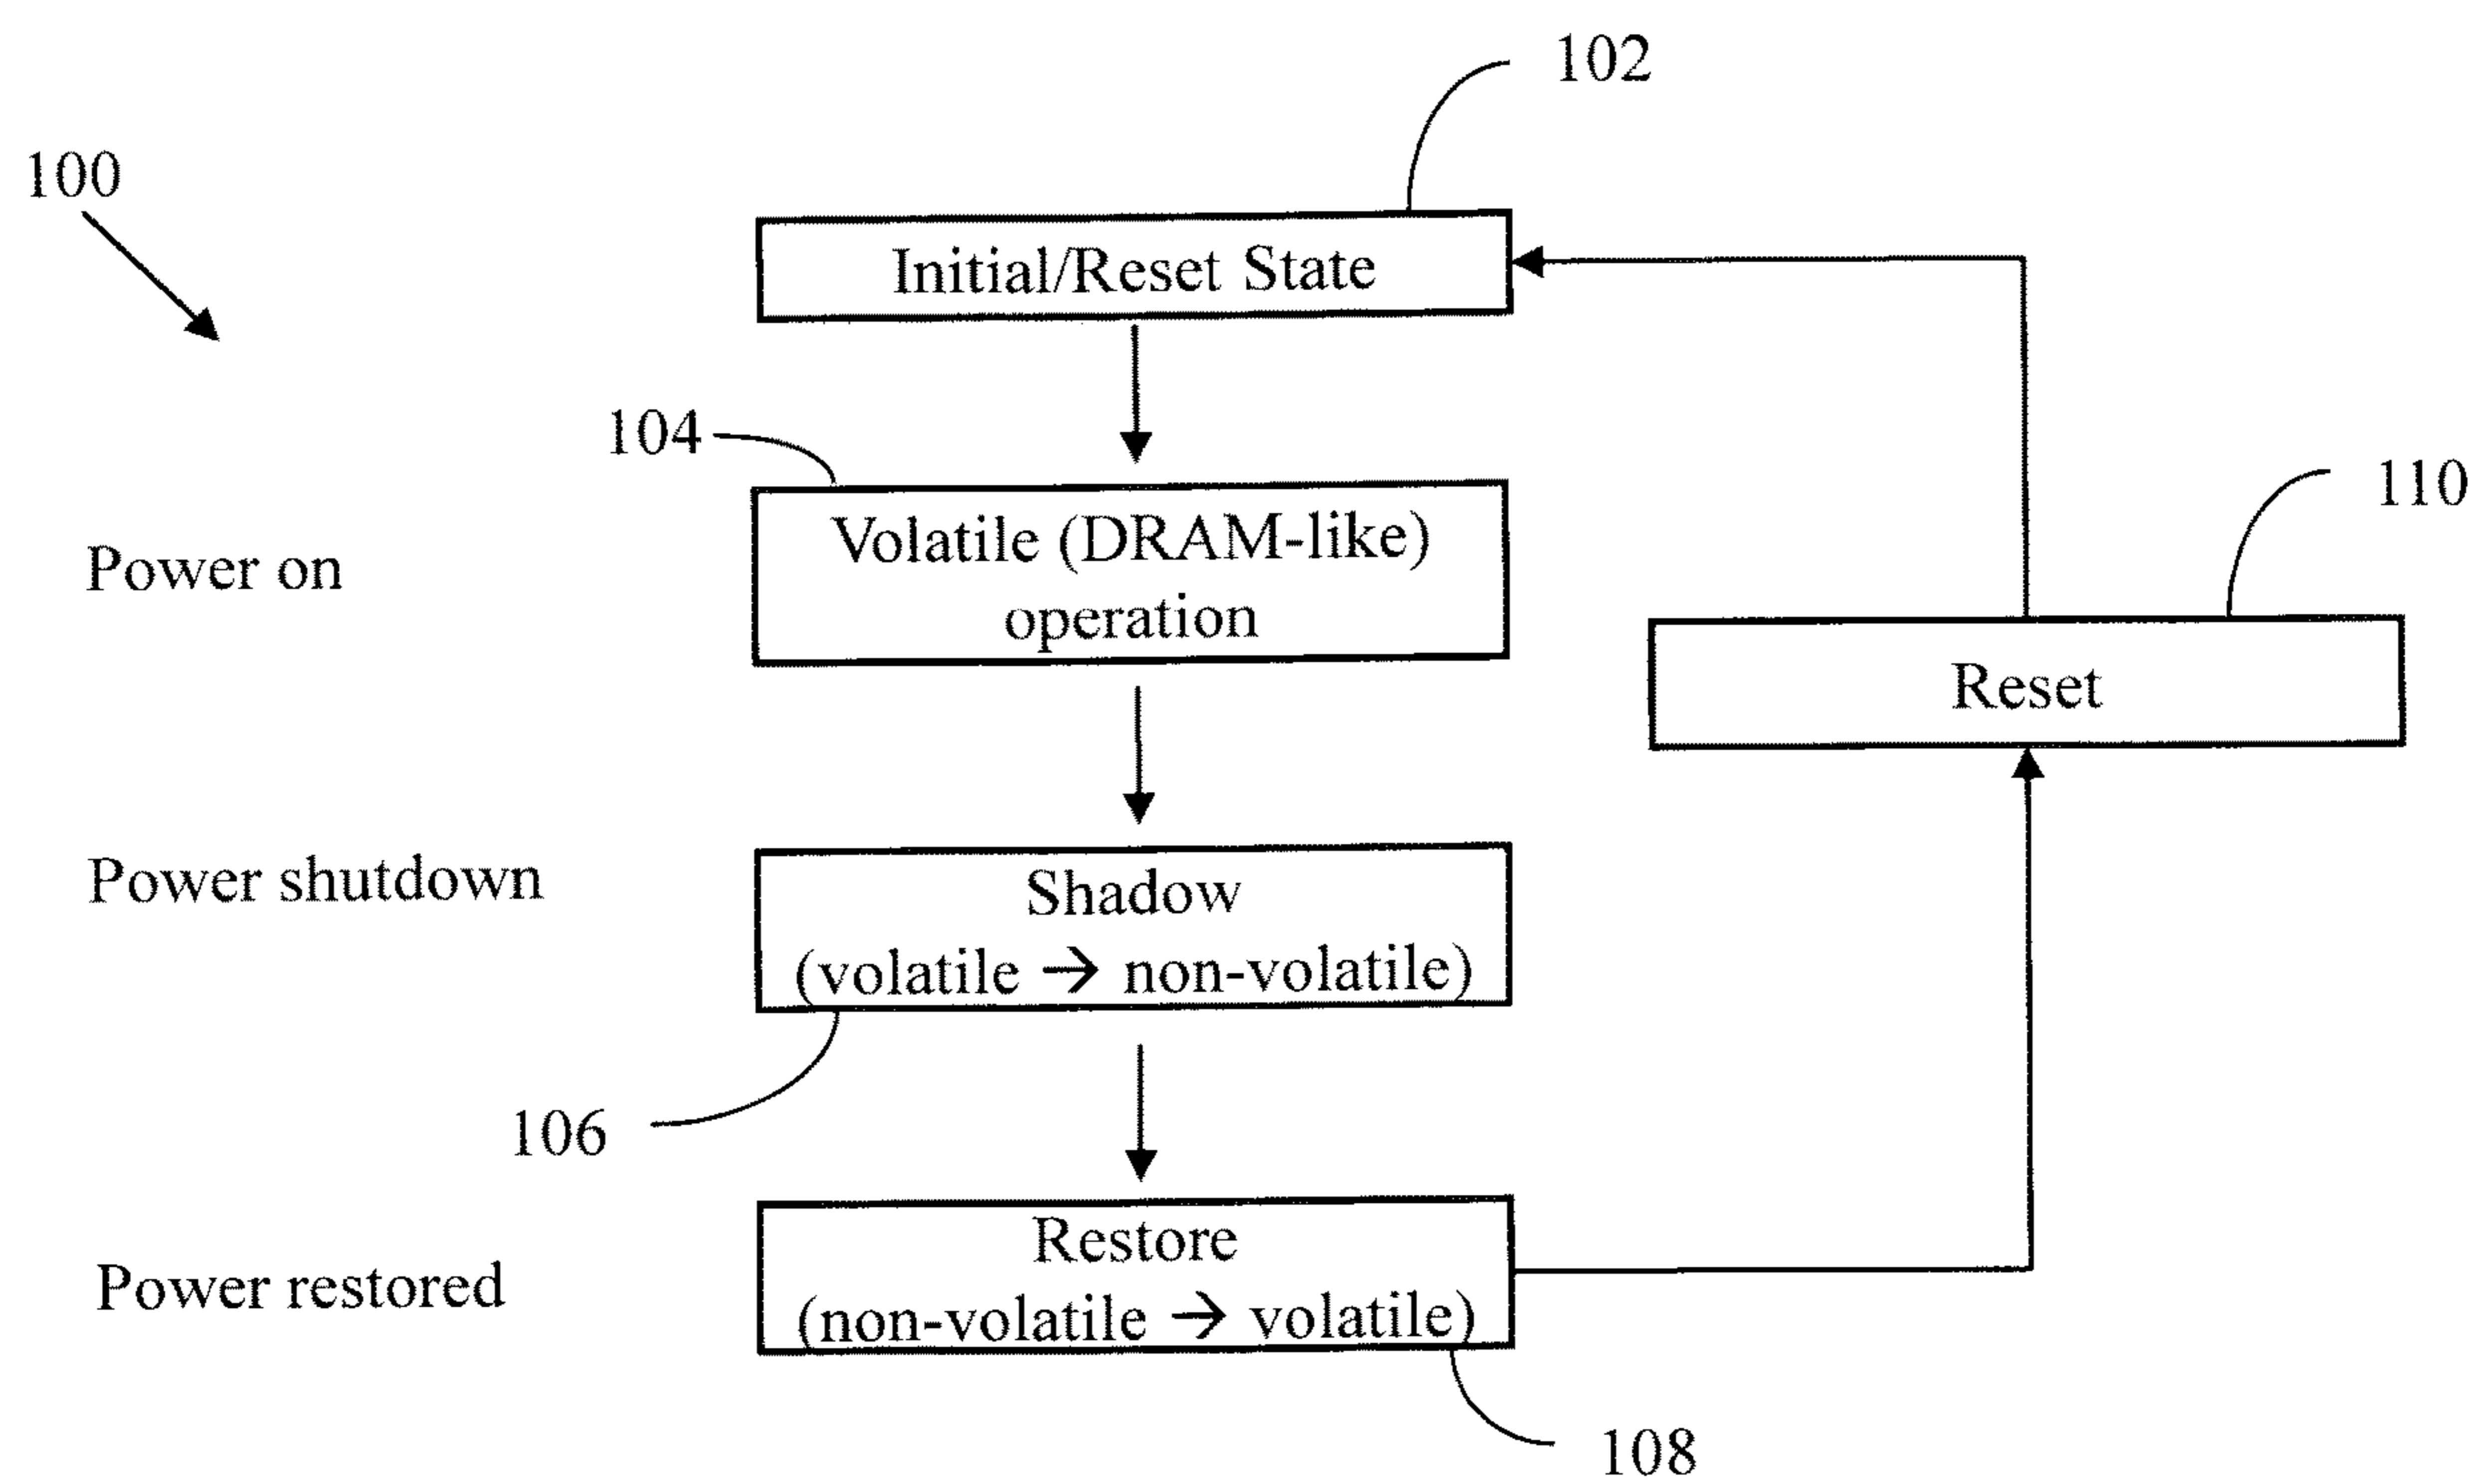 102
100
Initial/Reset State
104
Volatile (DRAM-like)
operation
110
Power on
Reset
Power shutdown
Shadow
(volatile → non-volatile)
106
Restore
(non-volatile → volatile)
Power restored
108